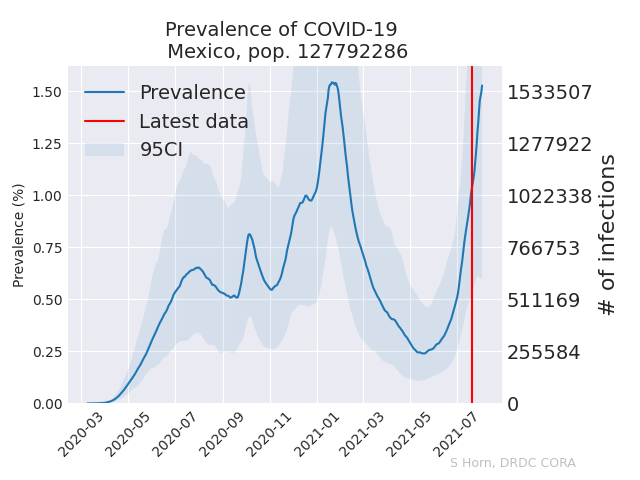 Prevalence of COVID-19
Mexico, pop. 127792286
Prevalence
Latest data
95CI
Prevalence (%)
1.50
1.25
1.00
0.75
0.50
0.25
0.00
1533507
1277922
1022338
766753
511169
255584
0
# of infections
2020-03
2020-05
2020-07
2020-09
2020-11
2021-01
2021-03
2021-05
2021-07
S Horn, DRDC CORA